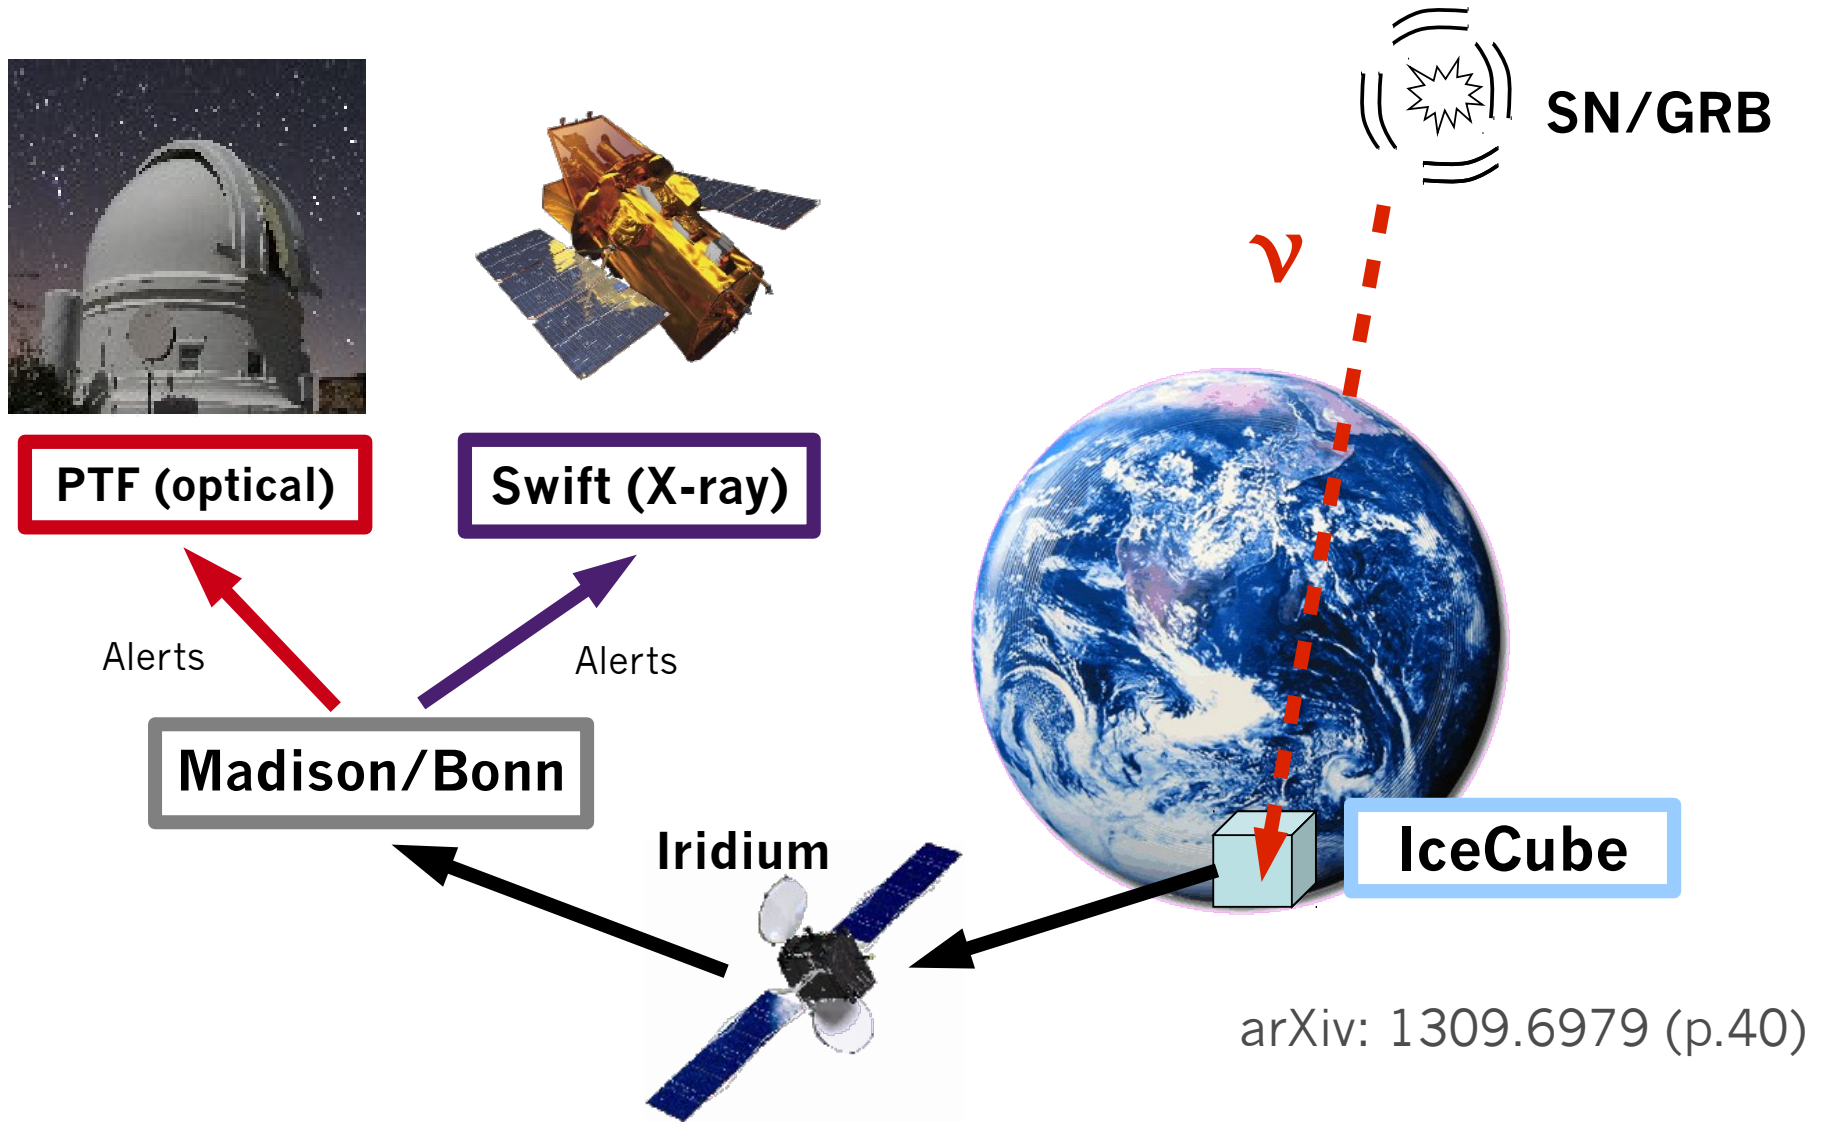 SN/GRB
ν
PTF (optical)
Swift (X-ray)
Alerts
Alerts
Madison/Bonn
Iridium
IceCube
arXiv: 1309.6979 (p.40)